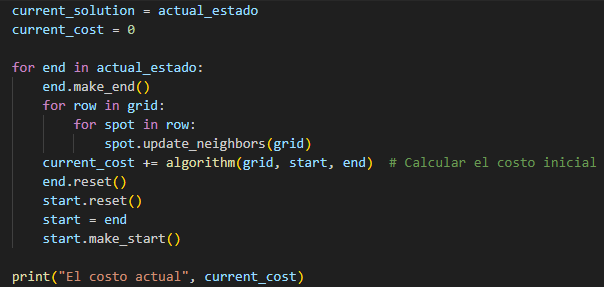 current_solution = actual_estado
current_cost = 0

for end in actual_estado:
    end.make_end()
    for row in grid:
        for spot in row:
            spot.update_neighbors(grid)
    current_cost += algorithm(grid, start, end)  # Calcular el costo inicial
    end.reset()
    start.reset()
    start = end
    start.make_start()

print("El costo actual", current_cost)